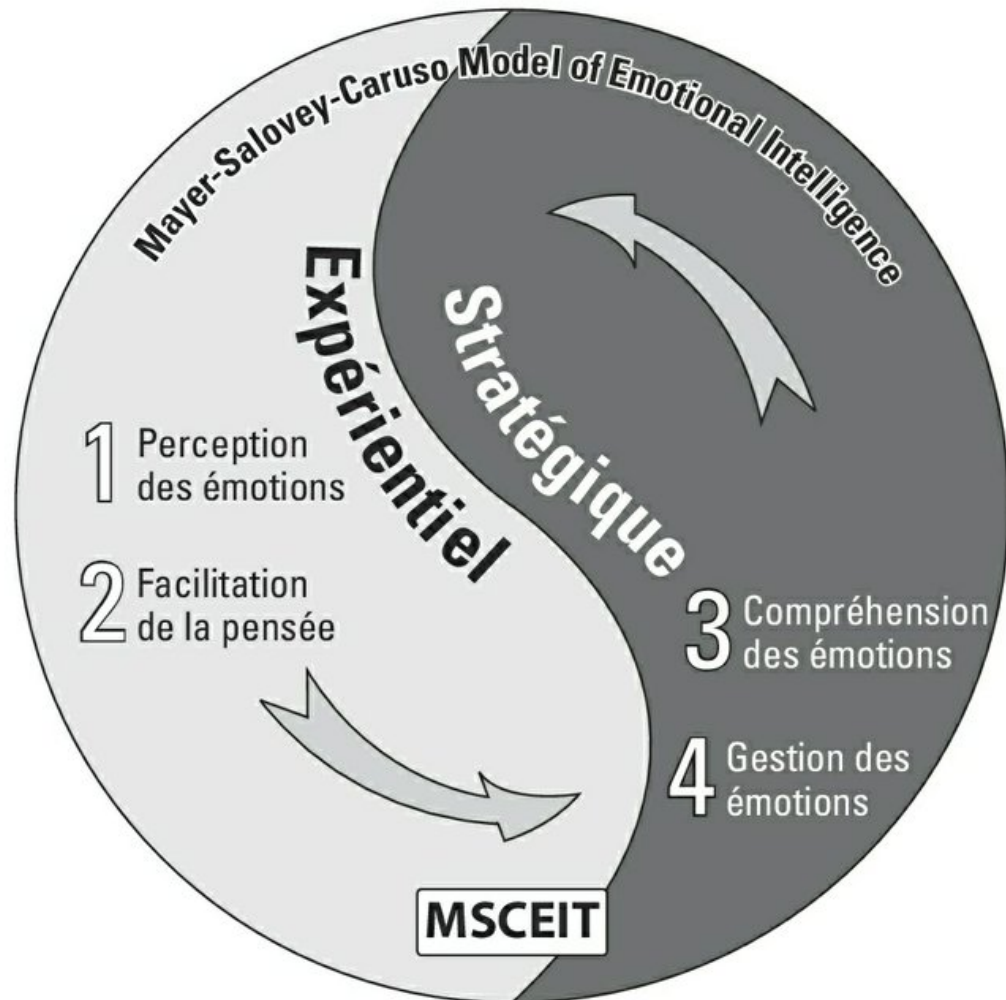 Mayer-Salovey-Caruso Model of Emotional Intelligence
Expérientiel
Stratégique
1 Perception
des émotions
2 Facilitation
de la pensée
3 Compréhension
des émotions
4 Gestion des
émotions
MSCEIT